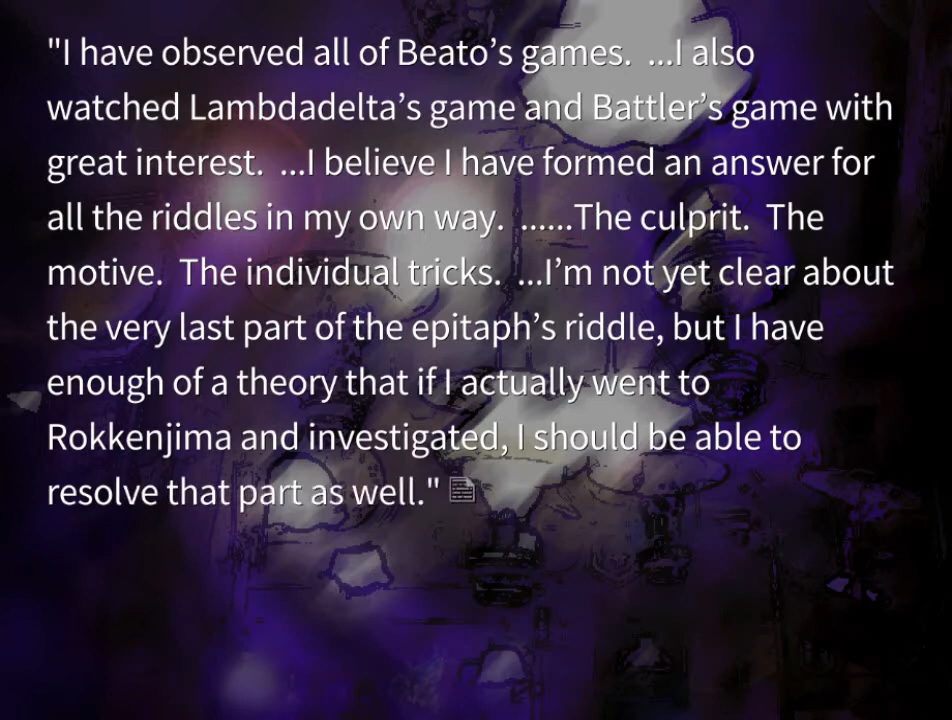 "I have observed all of Beato’s games.  ...I also
watched Lambdadelta’s game and Battler’s game with
great interest.  ...I believe I have formed an answer for
all the riddles in my own way.  ......The culprit.  The
motive.  The individual tricks.  ...I’m not yet clear about
the very last part of the epitaph’s riddle, but I have
enough of a theory that if I actually went to
Rokkenjima and investigated, I should be able to
resolve that part as well."